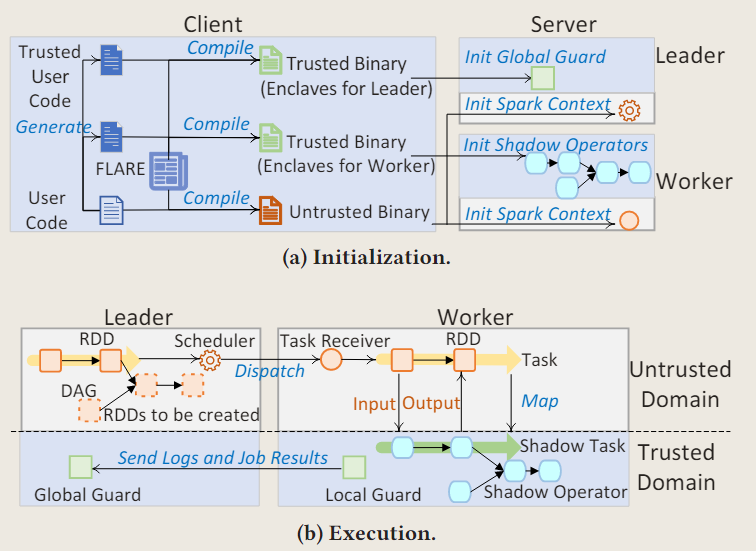 Client
Server
Trusted
User
Code
Compile
Trusted Binary
(Enclaves for Leader)
Init Global Guard
Leader
Init Spark Context
Generate
Compile
Trusted Binary
(Enclaves for Worker)
FLARE
Init Shadow Operators
Worker
User
Code
Compile
Untrusted Binary
Init Spark Context
(a) Initialization.
Leader
Worker
RDD
Scheduler
Task Receiver
RDD
Task
Dispatch
DAG
RDDs to be created
Input
Output
Map
Untrusted
Domain
Send Logs and Job Results
Shadow Task
Trusted
Domain
Global Guard
Local Guard
Shadow Operator
(b) Execution.